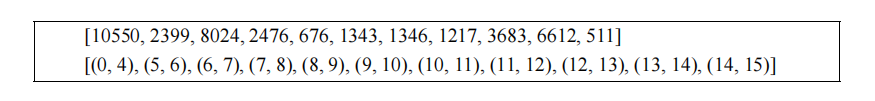 [10550, 2399, 8024, 2476, 676, 1343, 1346, 1217, 3683, 6612, 511]
[(0, 4), (5, 6), (6, 7), (7, 8), (8, 9), (9, 10), (10, 11), (11, 12), (12, 13), (13, 14), (14, 15)]